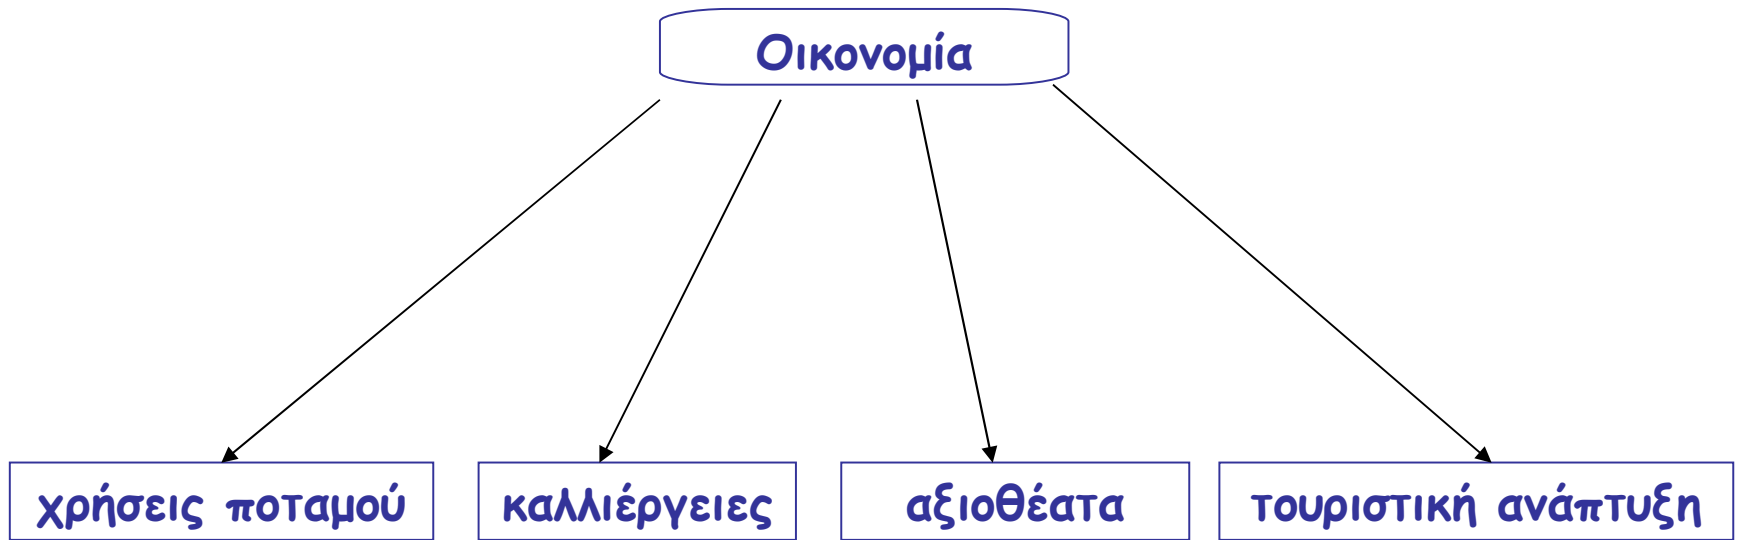 Οικονομία
χρήσεις ποταμού
καλλιέργειες
αξιοθέατα
τουριστική ανάπτυξη